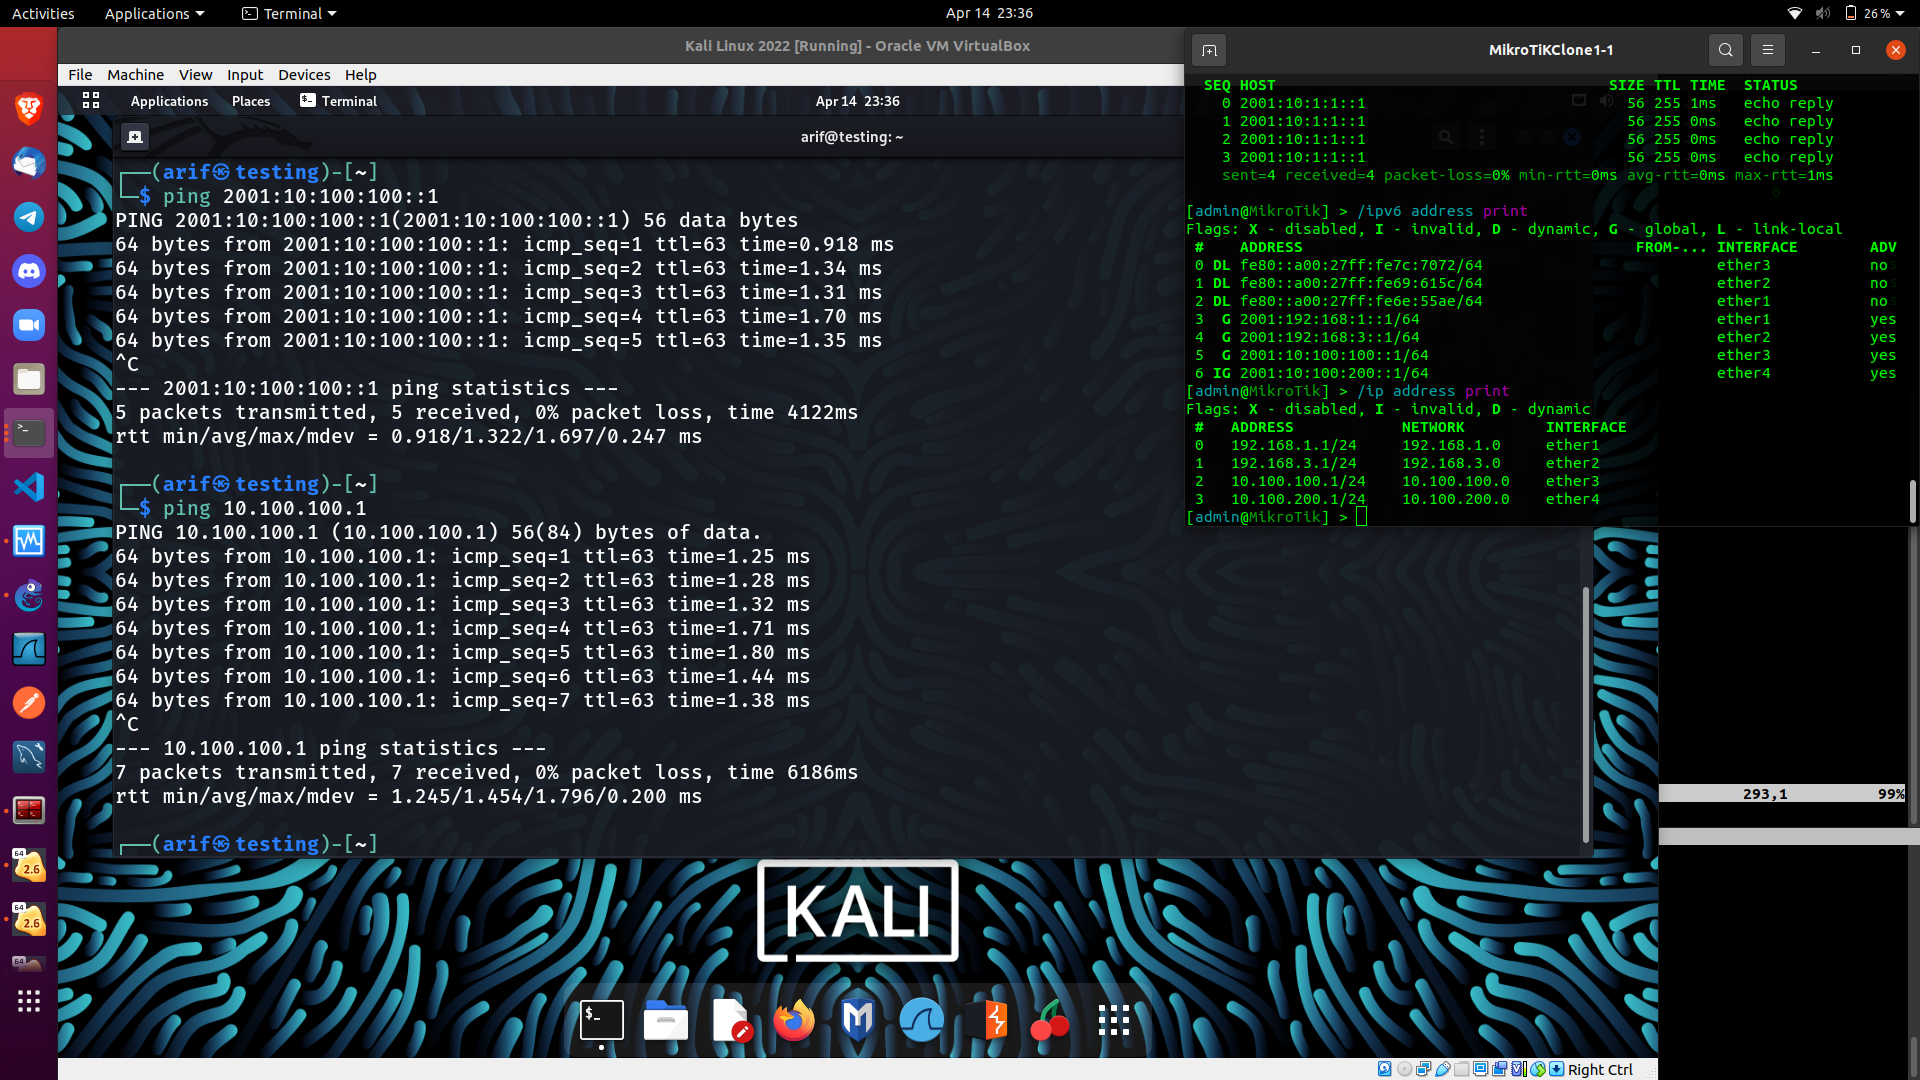 Activities Applications Terminal Apr 14 23:36 26%
Kali Linux 2022 [Running] - Oracle VM VirtualBox
File Machine View Input Devices Help
Applications Places Terminal Apr 14 23:36
arif@testing: ~
(arif㉿testing)-[~]
$ ping 2001:10:100:100::1
PING 2001:10:100:100::1(2001:10:100:100::1) 56 data bytes
64 bytes from 2001:10:100:100::1: icmp_seq=1 ttl=63 time=0.918 ms
64 bytes from 2001:10:100:100::1: icmp_seq=2 ttl=63 time=1.34 ms
64 bytes from 2001:10:100:100::1: icmp_seq=3 ttl=63 time=1.31 ms
64 bytes from 2001:10:100:100::1: icmp_seq=4 ttl=63 time=1.70 ms
64 bytes from 2001:10:100:100::1: icmp_seq=5 ttl=63 time=1.35 ms
^C
--- 2001:10:100:100::1 ping statistics ---
5 packets transmitted, 5 received, 0% packet loss, time 4122ms
rtt min/avg/max/mdev = 0.918/1.322/1.697/0.247 ms
(arif㉿testing)-[~]
$ ping 10.100.100.1
PING 10.100.100.1 (10.100.100.1) 56(84) bytes of data.
64 bytes from 10.100.100.1: icmp_seq=1 ttl=63 time=1.25 ms
64 bytes from 10.100.100.1: icmp_seq=2 ttl=63 time=1.28 ms
64 bytes from 10.100.100.1: icmp_seq=3 ttl=63 time=1.32 ms
64 bytes from 10.100.100.1: icmp_seq=4 ttl=63 time=1.71 ms
64 bytes from 10.100.100.1: icmp_seq=5 ttl=63 time=1.80 ms
64 bytes from 10.100.100.1: icmp_seq=6 ttl=63 time=1.44 ms
64 bytes from 10.100.100.1: icmp_seq=7 ttl=63 time=1.38 ms
^C
--- 10.100.100.1 ping statistics ---
7 packets transmitted, 7 received, 0% packet loss, time 6186ms
rtt min/avg/max/mdev = 1.245/1.454/1.796/0.200 ms
(arif㉿testing)-[~]
KALI
Right Ctrl
MikroTiKClone1-1
SEQ HOST SIZE TTL TIME STATUS
0 2001:10:1:1::1 56 255 1ms echo reply
1 2001:10:1:1::1 56 255 0ms echo reply
2 2001:10:1:1::1 56 255 0ms echo reply
3 2001:10:1:1::1 56 255 0ms echo reply
sent=4 received=4 packet-loss=0% min-rtt=0ms avg-rtt=0ms max-rtt=1ms
[admin@MikroTik] > /ipv6 address print
Flags: X - disabled, I - invalid, D - dynamic, G - global, L - link-local
# ADDRESS FROM-... INTERFACE ADV
0 DL fe80::a00:27ff:fe7c:7072/64 ether3 no
1 DL fe80::a00:27ff:fe69:615c/64 ether2 no
2 DL fe80::a00:27ff:fe6e:55ae/64 ether1 no
3 G 2001:192:168:1::1/64 ether1 yes
4 G 2001:192:168:3::1/64 ether2 yes
5 G 2001:10:100:100::1/64 ether3 yes
6 IG 2001:10:100:200::1/64 ether4 yes
[admin@MikroTik] > /ip address print
Flags: X - disabled, I - invalid, D - dynamic
# ADDRESS NETWORK INTERFACE
0 192.168.1.1/24 192.168.1.0 ether1
1 192.168.3.1/24 192.168.3.0 ether2
2 10.100.100.1/24 10.100.100.0 ether3
3 10.100.200.1/24 10.100.200.0 ether4
[admin@MikroTik] >
293,1 99%
64
2.6
64
2.6
64